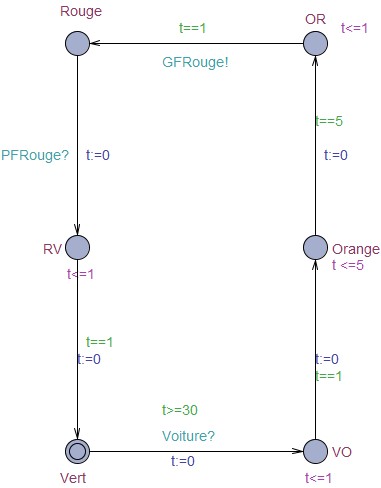 Rouge
OR
t==1
t<=1
GFRouge!
t==5
PFRouge?
t:=0
t:=0
RV
Orange
t<=1
t <=5
t==1
t:=0
t:=0
t==1
t>=30
Voiture?
t:=0
VO
Vert
t<=1